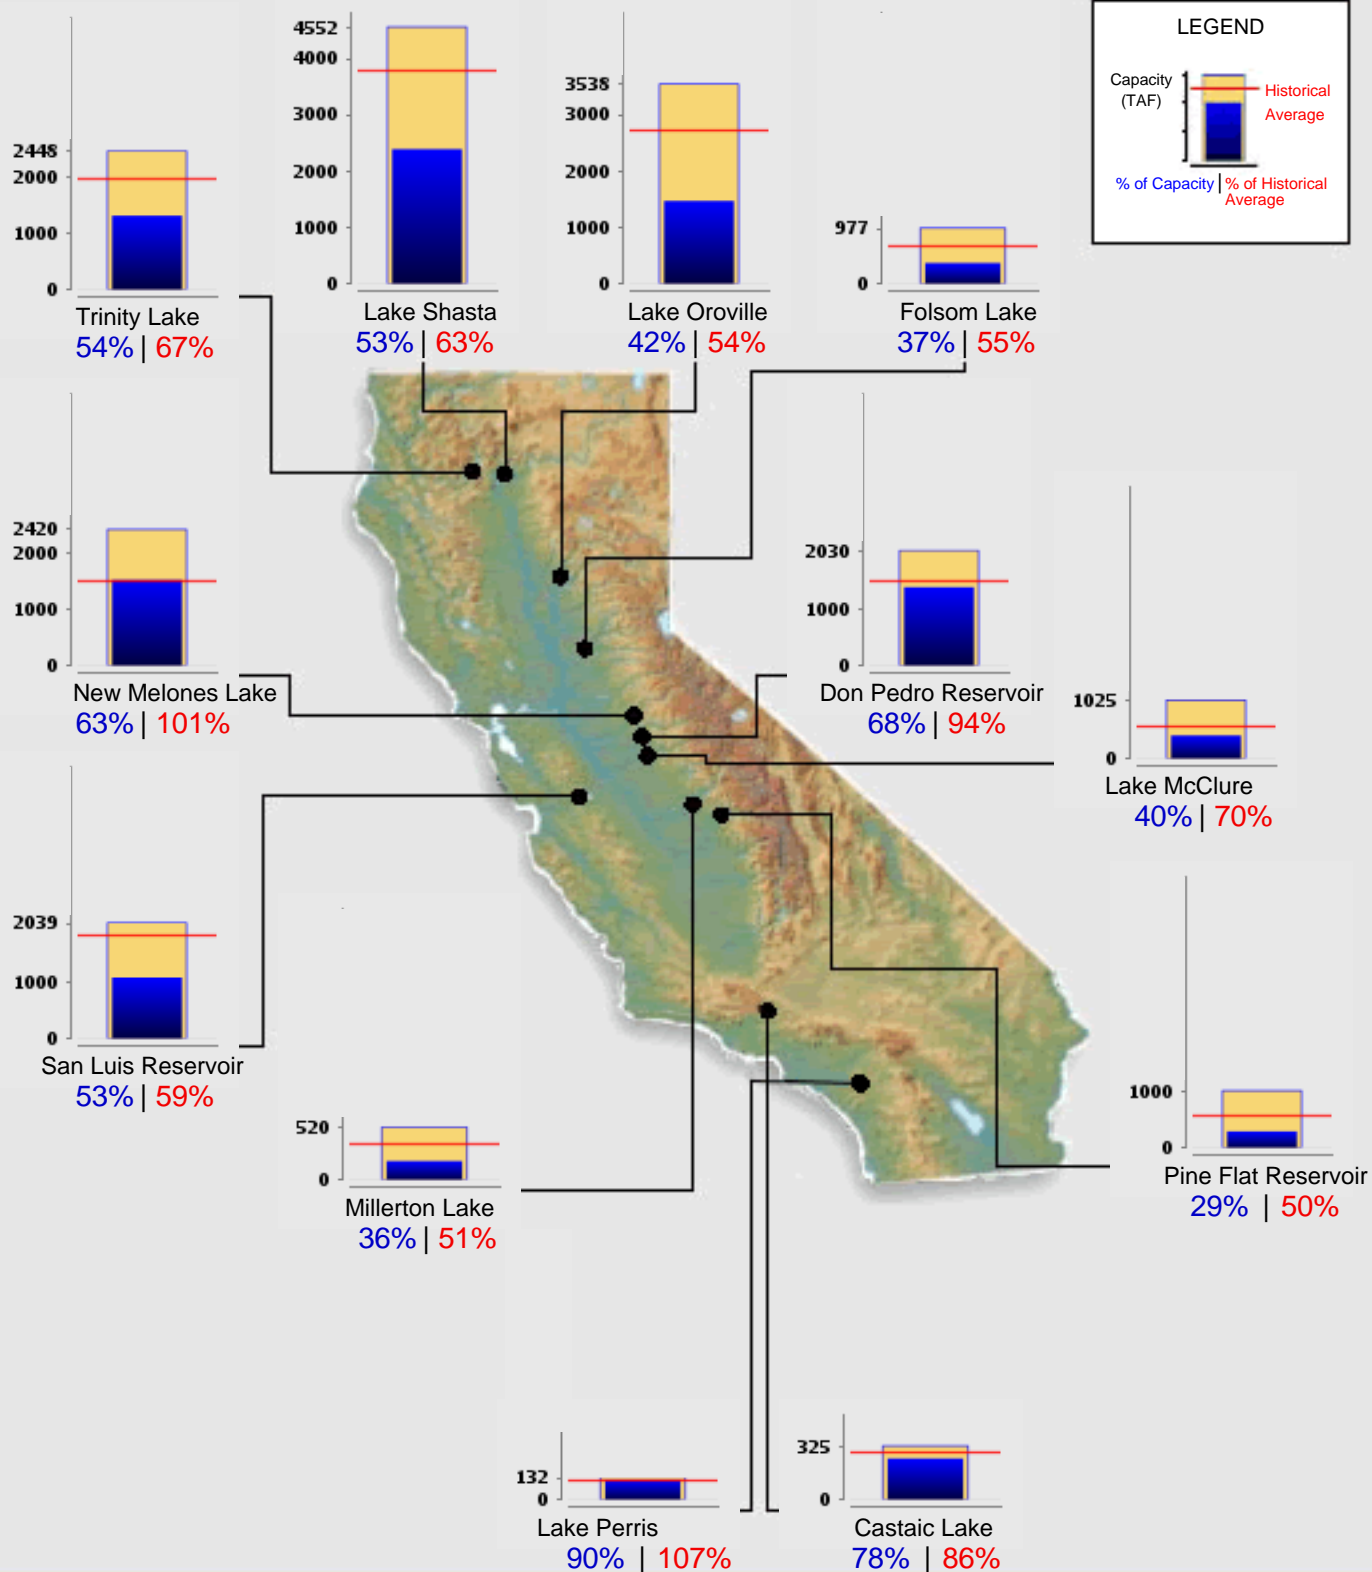 4552
4000
3000
2000
1000
0
Lake Shasta
53% | 63%
3538
3000
2000
1000
0
Lake Oroville
42% | 54%
LEGEND
Capacity
(TAF)
Historical
Average
% of Capacity | % of Historical
Average
2448
2000
1000
0
Trinity Lake
54% | 67%
977
0
Folsom Lake
37% | 55%
2420
2000
1000
0
New Melones Lake
63% | 101%
2030
1000
0
Don Pedro Reservoir
68% | 94%
1025
0
Lake McClure
40% | 70%
2039
1000
0
San Luis Reservoir
53% | 59%
520
0
Millerton Lake
36% | 51%
1000
0
Pine Flat Reservoir
29% | 50%
132
0
Lake Perris
90% | 107%
325
0
Castaic Lake
78% | 86%